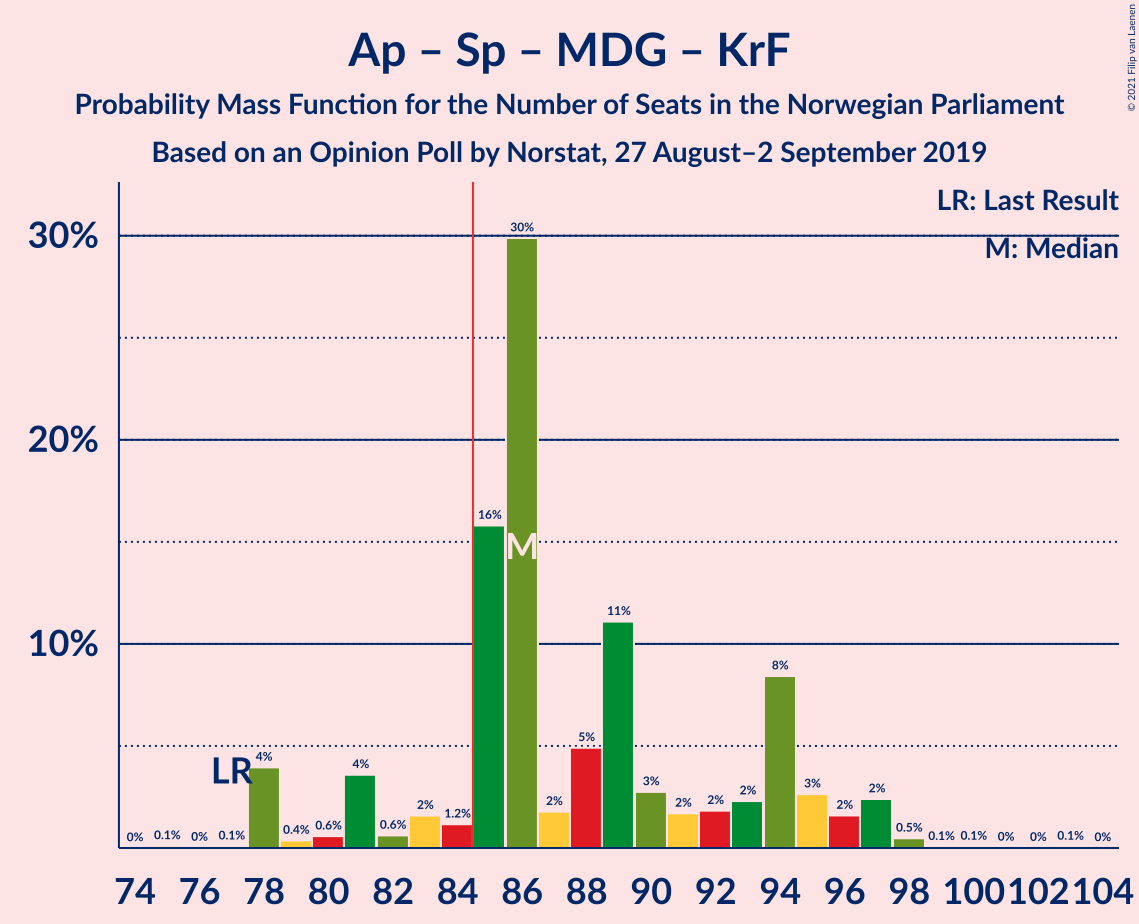 Ap – Sp – MDG – KrF
Probability Mass Function for the Number of Seats in the Norwegian Parliament
Based on an Opinion Poll by Norstat, 27 August–2 September 2019
© 2021 Filip van Laenen
LR: Last Result
M: Median
30%
20%
10%
0% 0.1% 0% 0.1% 4% 0.4% 0.6% 4% 0.6% 2% 1.2% 16% 30% 2% 5% 11% 3% 2% 2% 2% 8% 3% 2% 2% 0.5% 0.1% 0.1% 0% 0% 0.1% 0%
LR
M
74 76 78 80 82 84 86 88 90 92 94 96 98 100 102 104